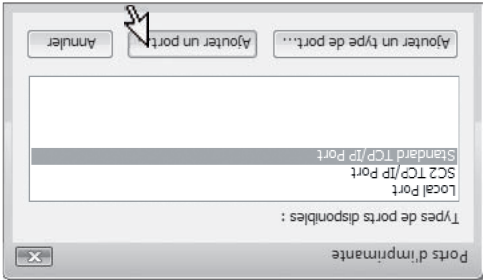 Ports d'imprimante
Types de ports disponibles :
Local Port
SC2 TCP/IP Port
Standard TCP/IP Port
Ajouter un type de port...
Ajouter un port...
Annuler